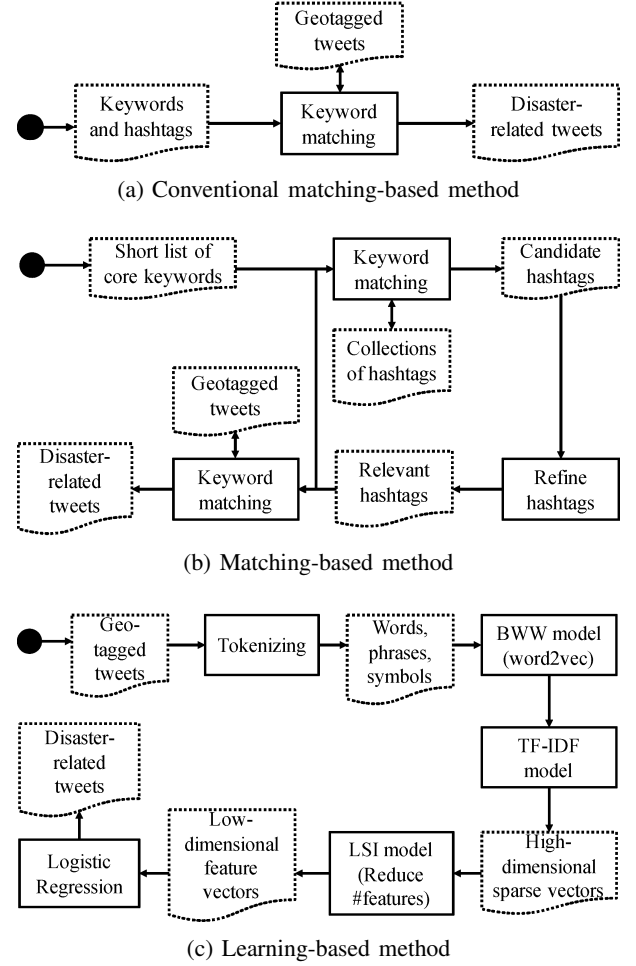 Geotagged
tweets
Keywords
and hashtags
Keyword
matching
Disaster-
related tweets
(a) Conventional matching-based method
Short list of
core keywords
Keyword
matching
Candidate
hashtags
Collections
of hashtags
Geotagged
tweets
Disaster-
related
tweets
Keyword
matching
Relevant
hashtags
Refine
hashtags
(b) Matching-based method
Geo-
tagged
tweets
Tokenizing
Words,
phrases,
symbols
BWW model
(word2vec)
TF-IDF
model
Disaster-
related
tweets
Logistic
Regression
Low-
dimensional
feature
vectors
LSI model
(Reduce
#features)
High-
dimensional
sparse vectors
(c) Learning-based method